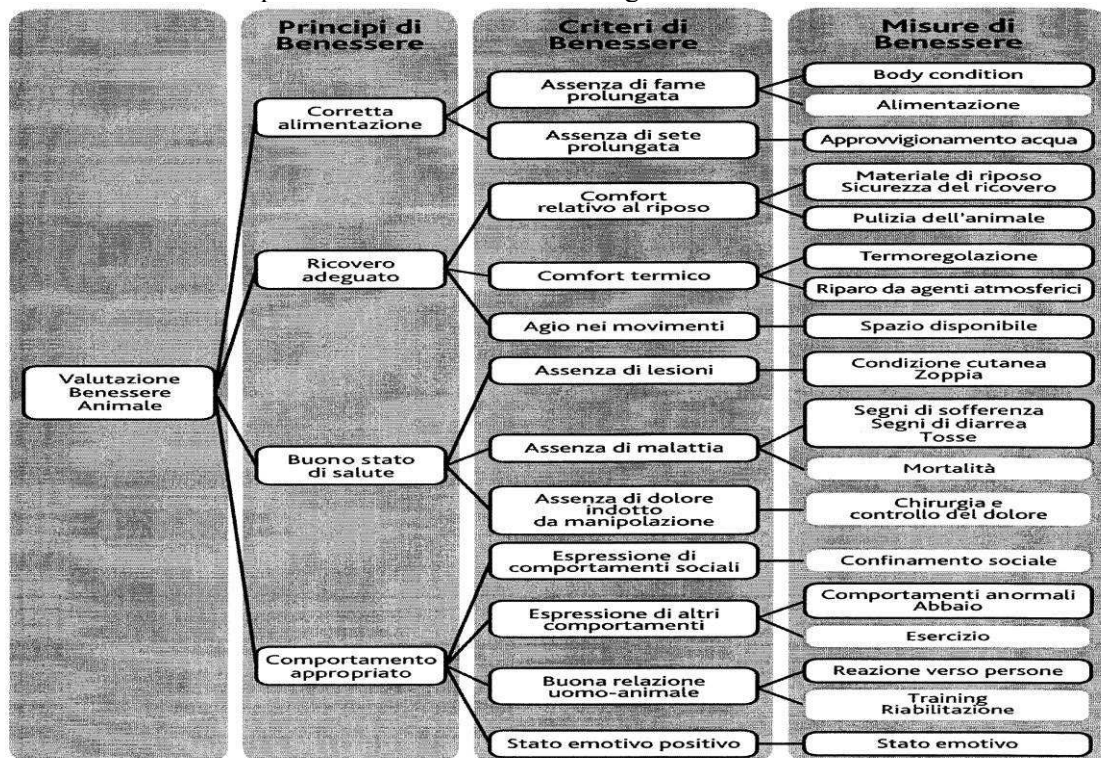 Principi di
Benessere
Criteri di
Benessere
Misure di
Benessere
Valutazione
Benessere
Animale
Corretta
alimentazione
Ricovero
adeguato
Buono stato
di salute
Comportamento
appropriato
Assenza di fame
prolungata
Assenza di sete
prolungata
Comfort
relativo al riposo
Comfort termico
Agio nei movimenti
Assenza di lesioni
Assenza di malattia
Assenza di dolore
indotto
da manipolazione
Espressione di
comportamenti sociali
Espressione di altri
comportamenti
Buona relazione
uomo-animale
Stato emotivo positivo
Body condition
Alimentazione
Approvvigionamento acqua
Materiale di riposo
Sicurezza del ricovero
Pulizia dell'animale
Termoregolazione
Riparo da agenti atmosferici
Spazio disponibile
Condizione cutanea
Zoppia
Segni di sofferenza
Segni di diarrea
Tosse
Mortalità
Chirurgia e
controllo del dolore
Confinamento sociale
Comportamenti anormali
Abbaio
Esercizio
Reazione verso persone
Training
Riabilitazione
Stato emotivo